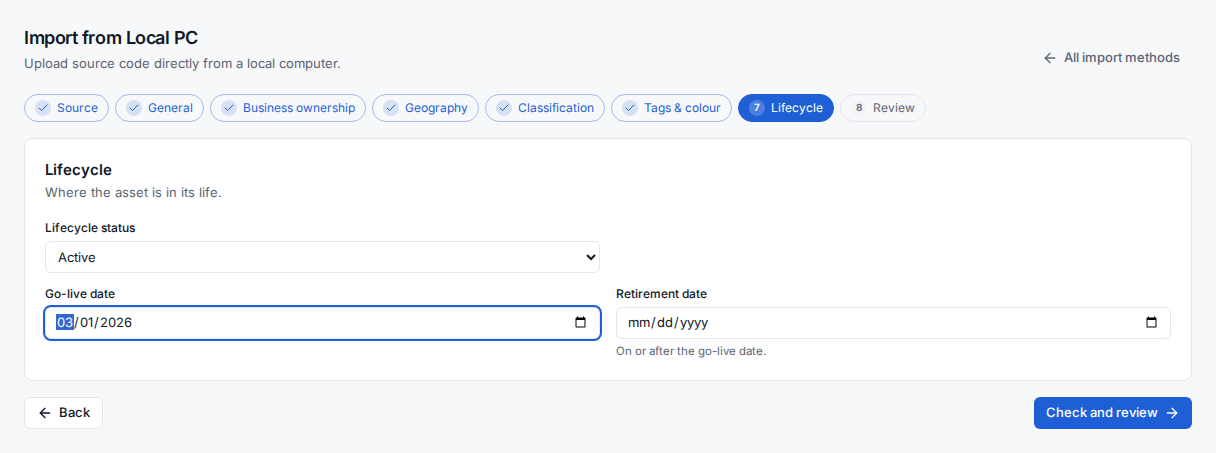 Import from Local PC
Upload source code directly from a local computer.
All import methods
Source
General
Business ownership
Geography
Classification
Tags & colour
7 Lifecycle
8 Review
Lifecycle
Where the asset is in its life.
Lifecycle status
Active
Go-live date
Retirement date
03/01/2026
mm/dd/yyyy
On or after the go-live date.
Back
Check and review